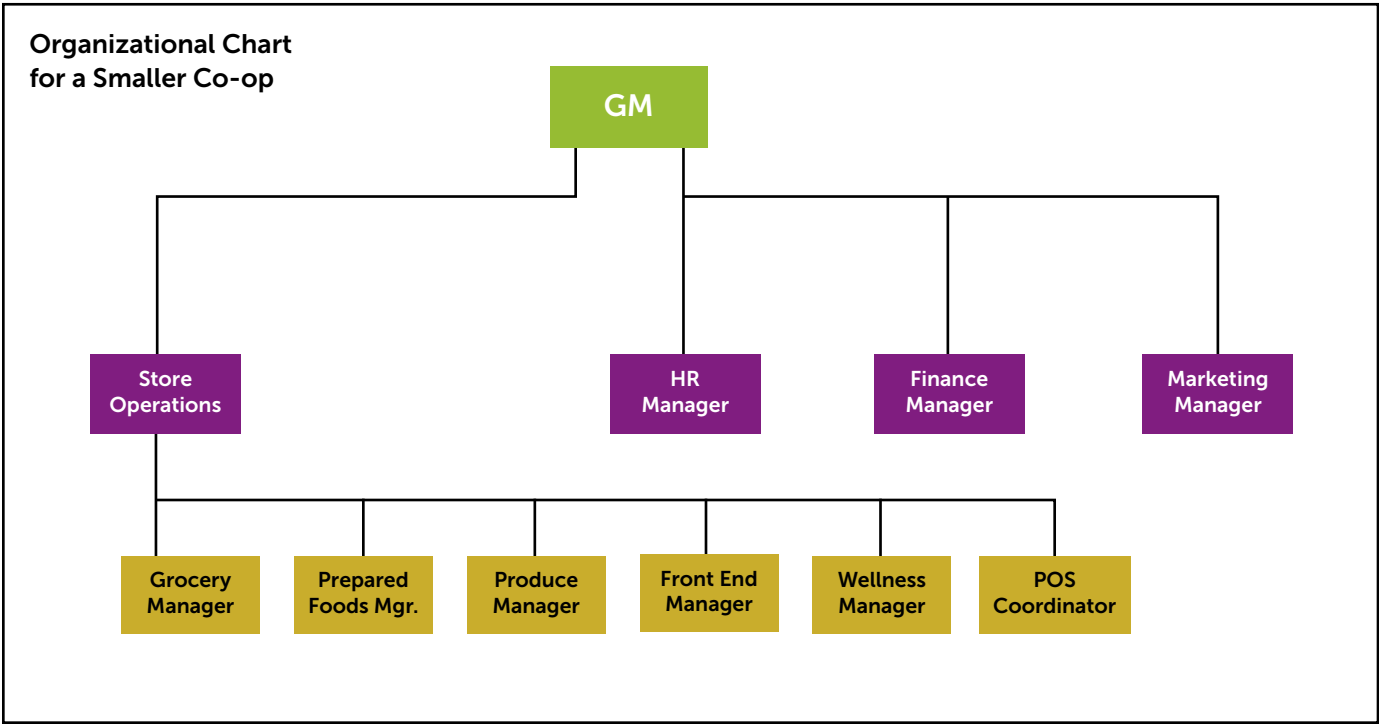 Organizational Chart
for a Smaller Co-op
GM
Store
Operations
HR
Manager
Finance
Manager
Marketing
Manager
Grocery
Manager
Prepared
Foods Mgr.
Produce
Manager
Front End
Manager
Wellness
Manager
POS
Coordinator